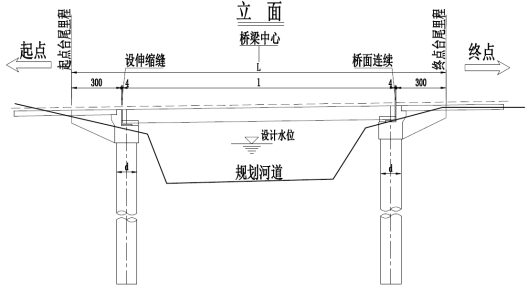 立 面
桥梁中心
起点
起点台尾里程
终点台尾里程
终点
设伸缩缝
L
桥面连续
300
4
l
4
300
设计水位
规划河道
d
d